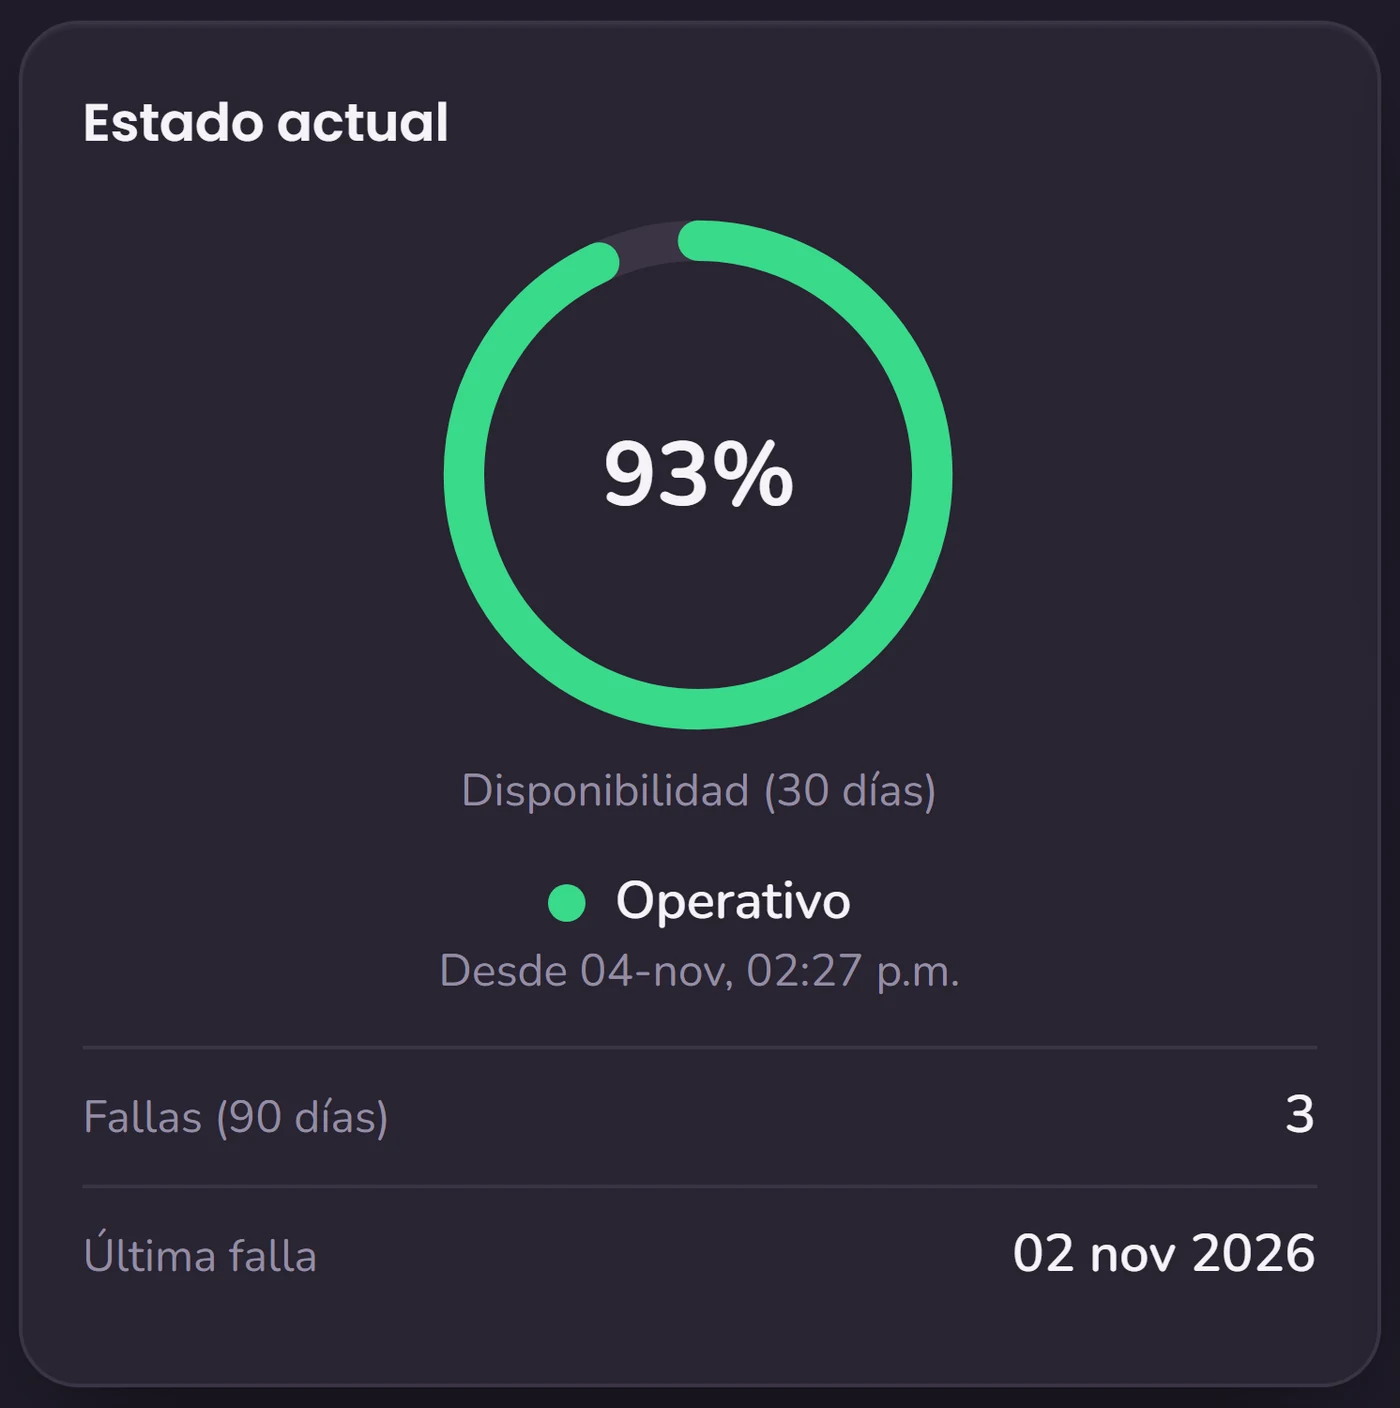 Estado actual
93%
Disponibilidad (30 días)
Operativo
Desde 04-nov, 02:27 p.m.
Fallas (90 días)
3
Última falla
02 nov 2026